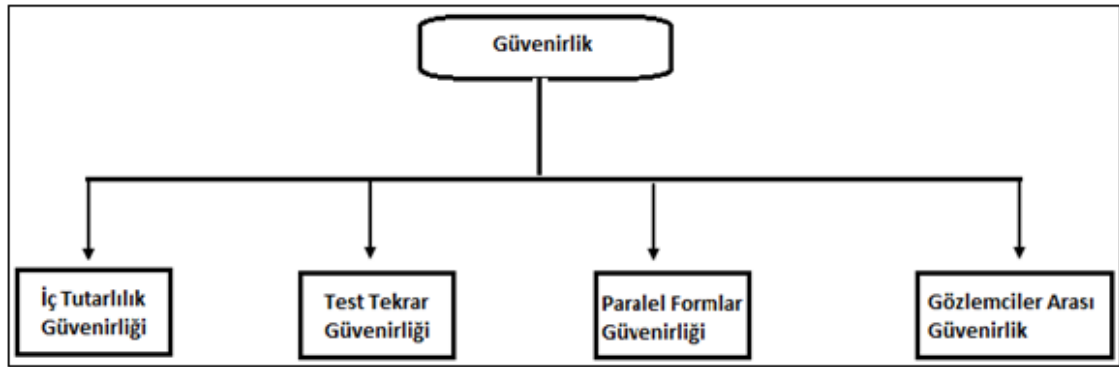 Güvenirlik
İç Tutarlılık
Güvenirliği
Test Tekrar
Güvenirliği
Paralel Formlar
Güvenirliği
Gözlemciler Arası
Güvenirlik